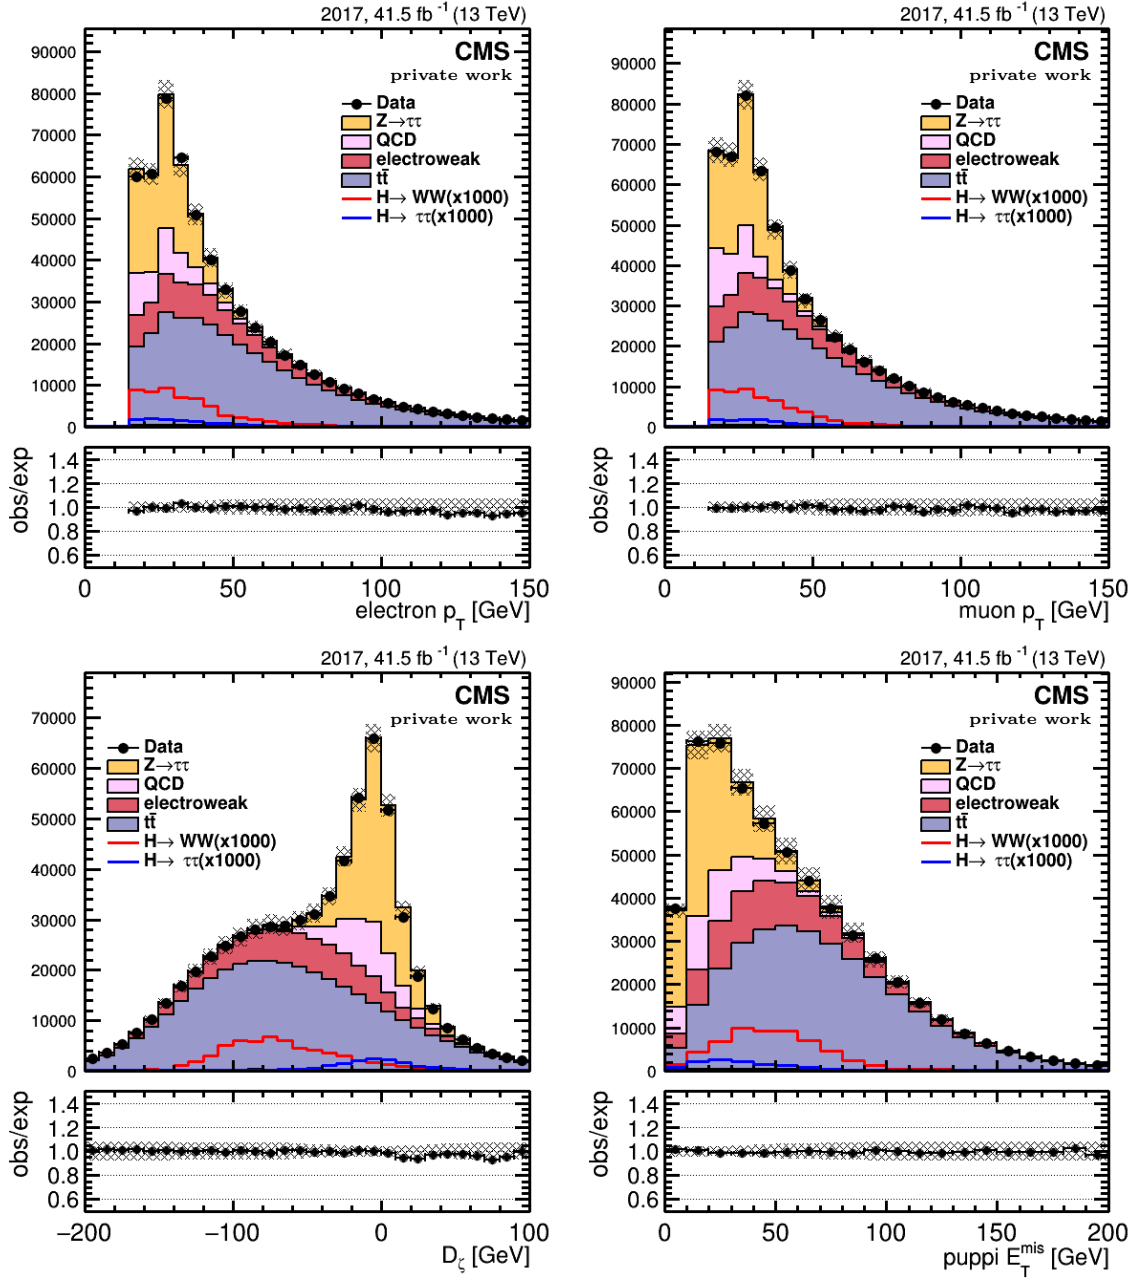 2017, 41.5 fb⁻¹ (13 TeV)
CMS
private work
90000
80000
70000
60000
50000
40000
30000
20000
10000
0
Data
Z→ττ
QCD
electroweak
tt̄
H→ WW(x1000)
H→ ττ(x1000)
obs/exp
1.4
1.2
1.0
0.8
0.6
0 50 100 150
electron p_T [GeV]
2017, 41.5 fb⁻¹ (13 TeV)
CMS
private work
90000
80000
70000
60000
50000
40000
30000
20000
10000
0
Data
Z→ττ
QCD
electroweak
tt̄
H→ WW(x1000)
H→ ττ(x1000)
obs/exp
1.4
1.2
1.0
0.8
0.6
0 50 100 150
muon p_T [GeV]
2017, 41.5 fb⁻¹ (13 TeV)
CMS
private work
70000
60000
50000
40000
30000
20000
10000
0
Data
Z→ττ
QCD
electroweak
tt̄
H→ WW(x1000)
H→ ττ(x1000)
obs/exp
1.4
1.2
1.0
0.8
0.6
−200 −100 0 100
D_ζ [GeV]
2017, 41.5 fb⁻¹ (13 TeV)
CMS
private work
90000
80000
70000
60000
50000
40000
30000
20000
10000
0
Data
Z→ττ
QCD
electroweak
tt̄
H→ WW(x1000)
H→ ττ(x1000)
obs/exp
1.4
1.2
1.0
0.8
0.6
0 50 100 150 200
puppi E_T^mis [GeV]